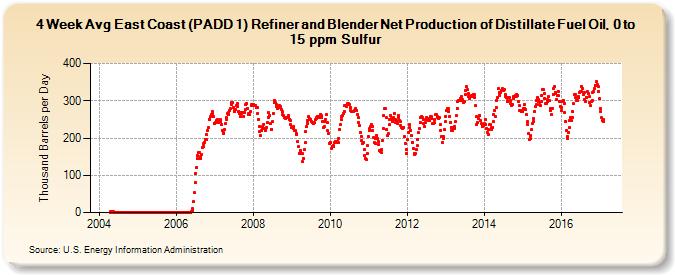 4 Week Avg East Coast (PADD 1) Refiner and Blender Net Production of Distillate Fuel Oil, 0 to
15 ppm Sulfur
Thousand Barrels per Day
400
300
200
100
0
2004 2006 2008 2010 2012 2014 2016
Source: U.S. Energy Information Administration